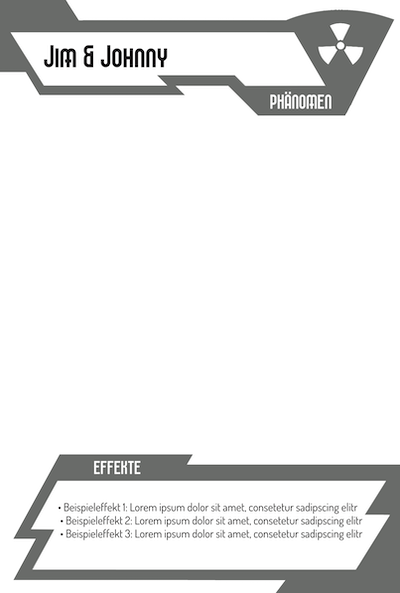 Jim & Johnny
PHÄNOMEN
EFFEKTE
• Beispieleffekt 1: Lorem ipsum dolor sit amet, consetetur sadipscing elitr
• Beispieleffekt 2: Lorem ipsum dolor sit amet, consetetur sadipscing elitr
• Beispieleffekt 3: Lorem ipsum dolor sit amet, consetetur sadipscing elitr